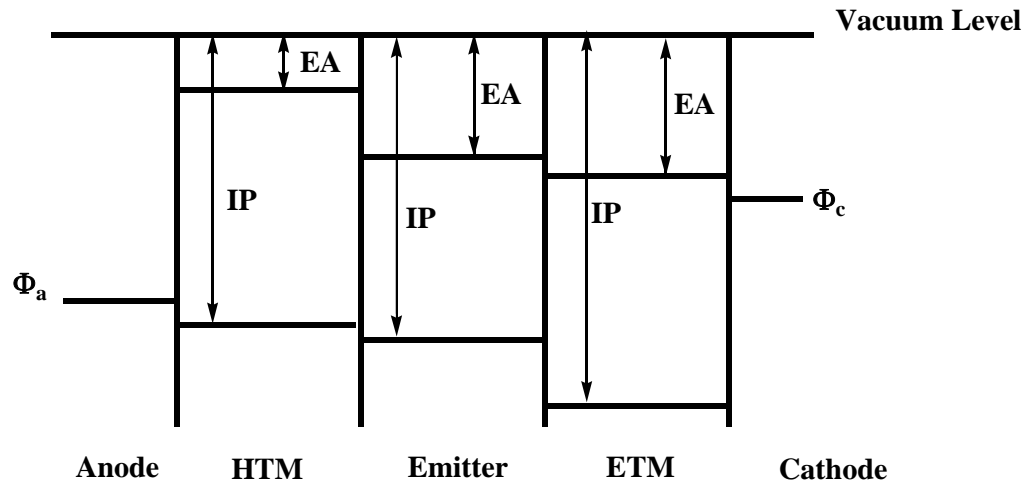 Vacuum Level
EA
EA
EA
IP
IP
IP
Φc
Φa
Anode HTM Emitter ETM Cathode